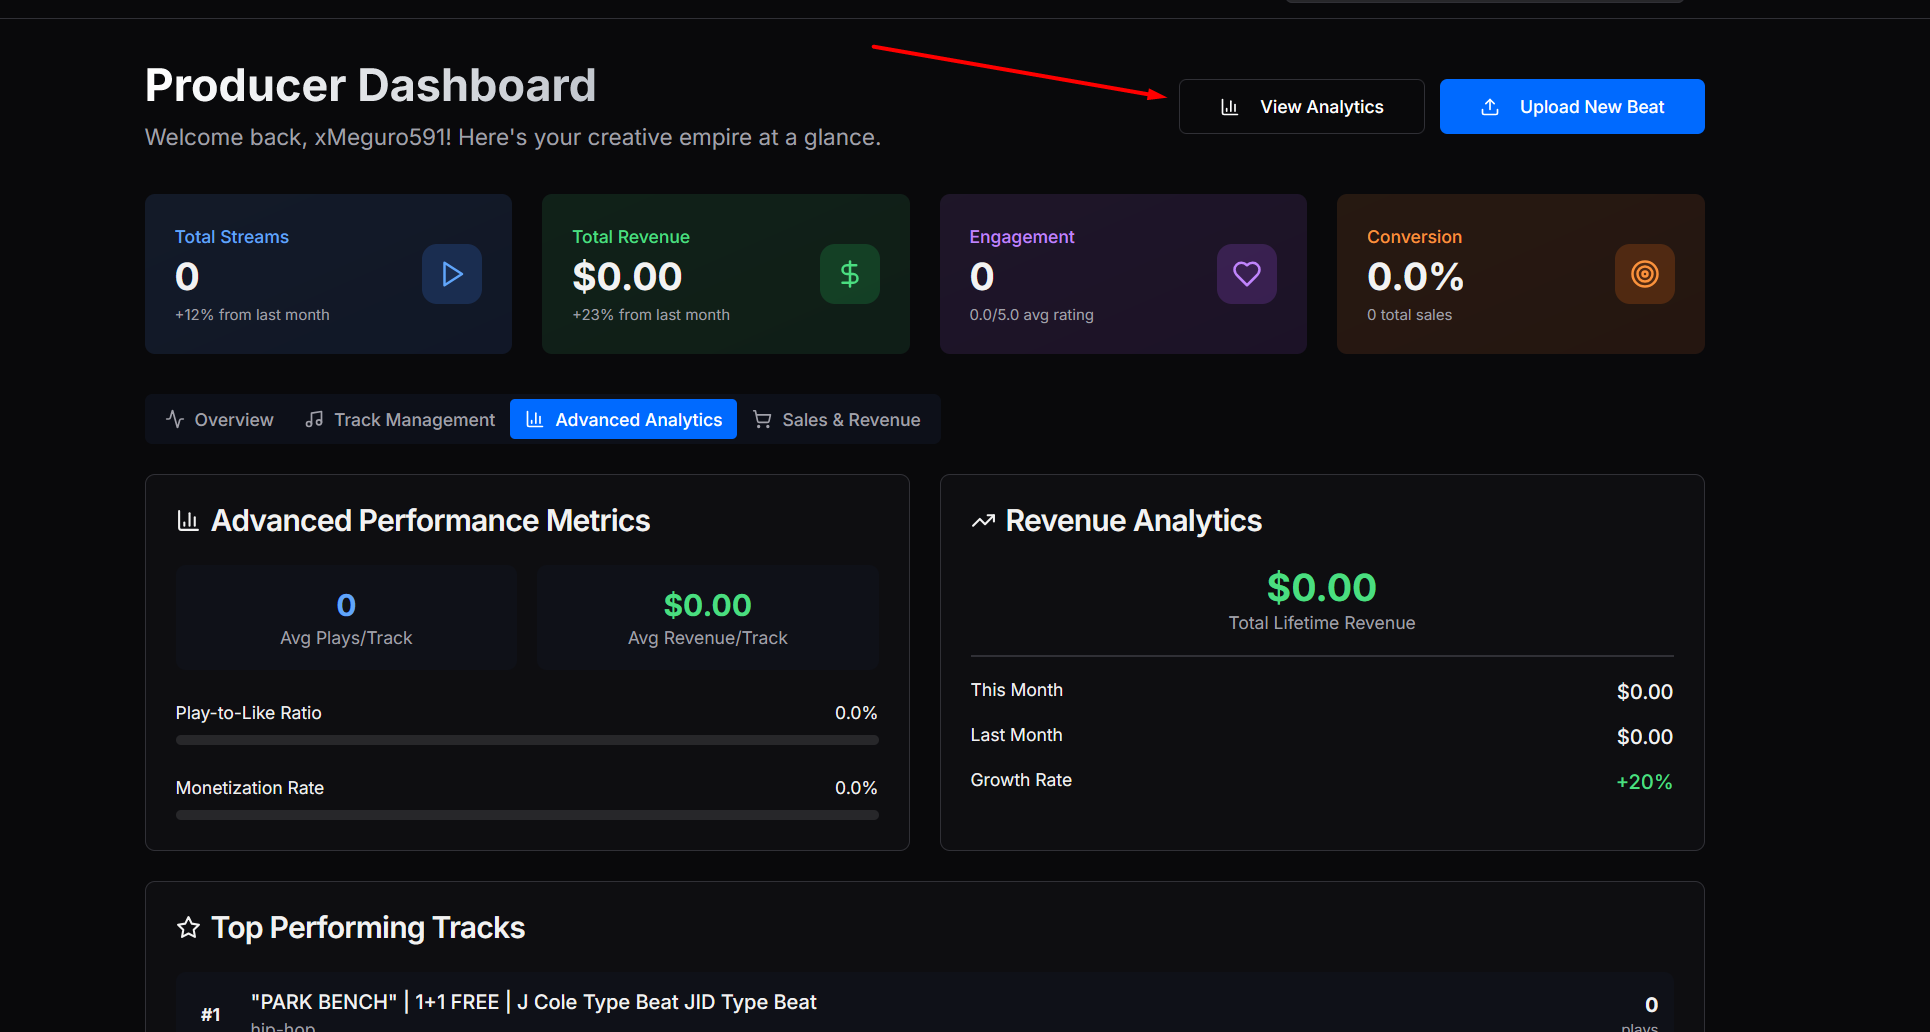 Producer Dashboard
Welcome back, xMeguro591! Here's your creative empire at a glance.
View Analytics
Upload New Beat
Total Streams
0
+12% from last month
Total Revenue
$0.00
+23% from last month
Engagement
0
0.0/5.0 avg rating
Conversion
0.0%
0 total sales
Overview
Track Management
Advanced Analytics
Sales & Revenue
Advanced Performance Metrics
0
Avg Plays/Track
$0.00
Avg Revenue/Track
Play-to-Like Ratio
0.0%
Monetization Rate
0.0%
Revenue Analytics
$0.00
Total Lifetime Revenue
This Month
$0.00
Last Month
$0.00
Growth Rate
+20%
Top Performing Tracks
#1
"PARK BENCH" | 1+1 FREE | J Cole Type Beat JID Type Beat
hip-hop
0
plays